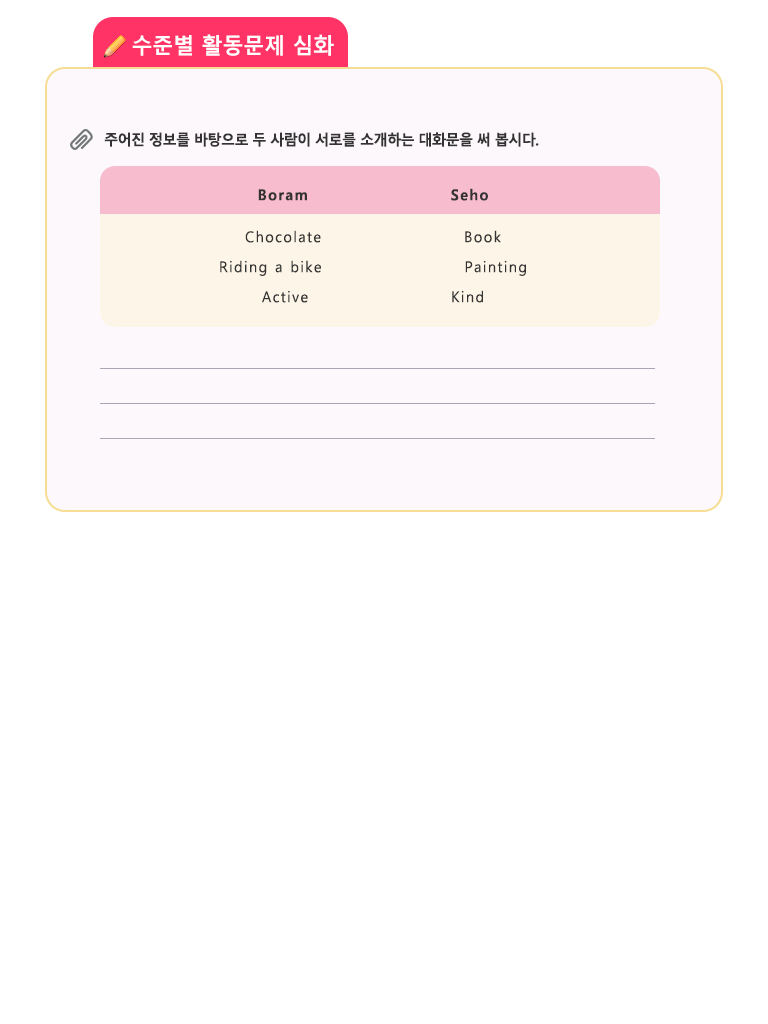 수준별 활동문제 심화
주어진 정보를 바탕으로 두 사람이 서로를 소개하는 대화문을 써 봅시다.
Boram Seho
Chocolate Book
Riding a bike Painting
Active Kind